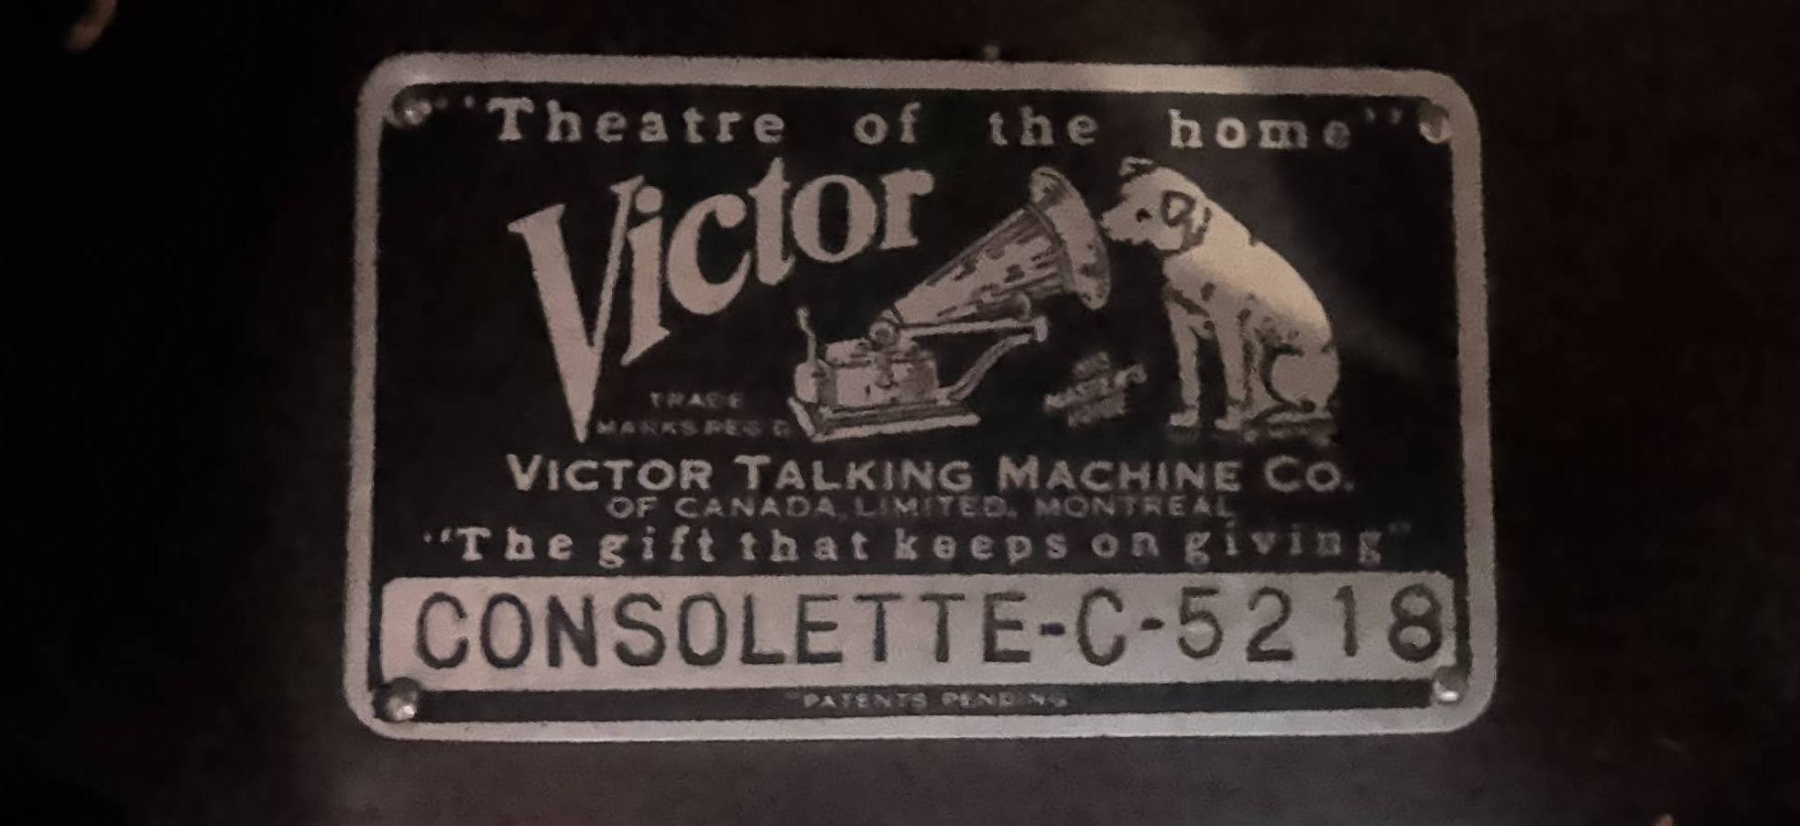 "Theatre of the home"
Victor
TRADE
MARKS REG'D
VICTOR TALKING MACHINE CO.
OF CANADA, LIMITED, MONTREAL
"The gift that keeps on giving"
CONSOLETTE-C-5218
PATENTS PENDING